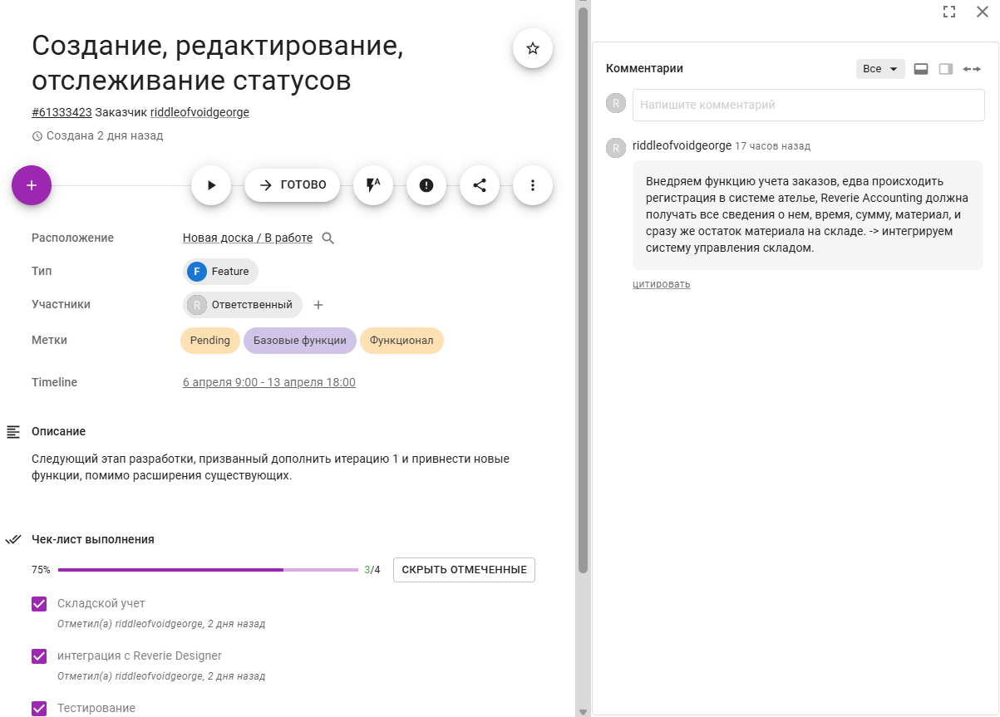 Создание, редактирование,
отслеживание статусов
#61333423 Заказчик riddleofvoidgeorge
Создана 2 дня назад
ГОТОВО
A
Расположение
Новая доска / В работе
Тип
F Feature
Участники
R Ответственный
Метки
Pending
Базовые функции
Функционал
Timeline
6 апреля 9:00 - 13 апреля 18:00
Описание
Следующий этап разработки, призванный дополнить итерацию 1 и привнести новые
функции, помимо расширения существующих.
Чек-лист выполнения
75%
3/4
СКРЫТЬ ОТМЕЧЕННЫЕ
Складской учет
Отметил(а) riddleofvoidgeorge, 2 дня назад
интеграция с Reverie Designer
Отметил(а) riddleofvoidgeorge, 2 дня назад
Тестирование
Комментарии
Все
R
Напишите комментарий
R
riddleofvoidgeorge 17 часов назад
Внедряем функцию учета заказов, едва происходить
регистрация в системе ателье, Reverie Accounting должна
получать все сведения о нем, время, сумму, материал, и
сразу же остаток материала на складе. -> интегрируем
систему управления складом.
цитировать